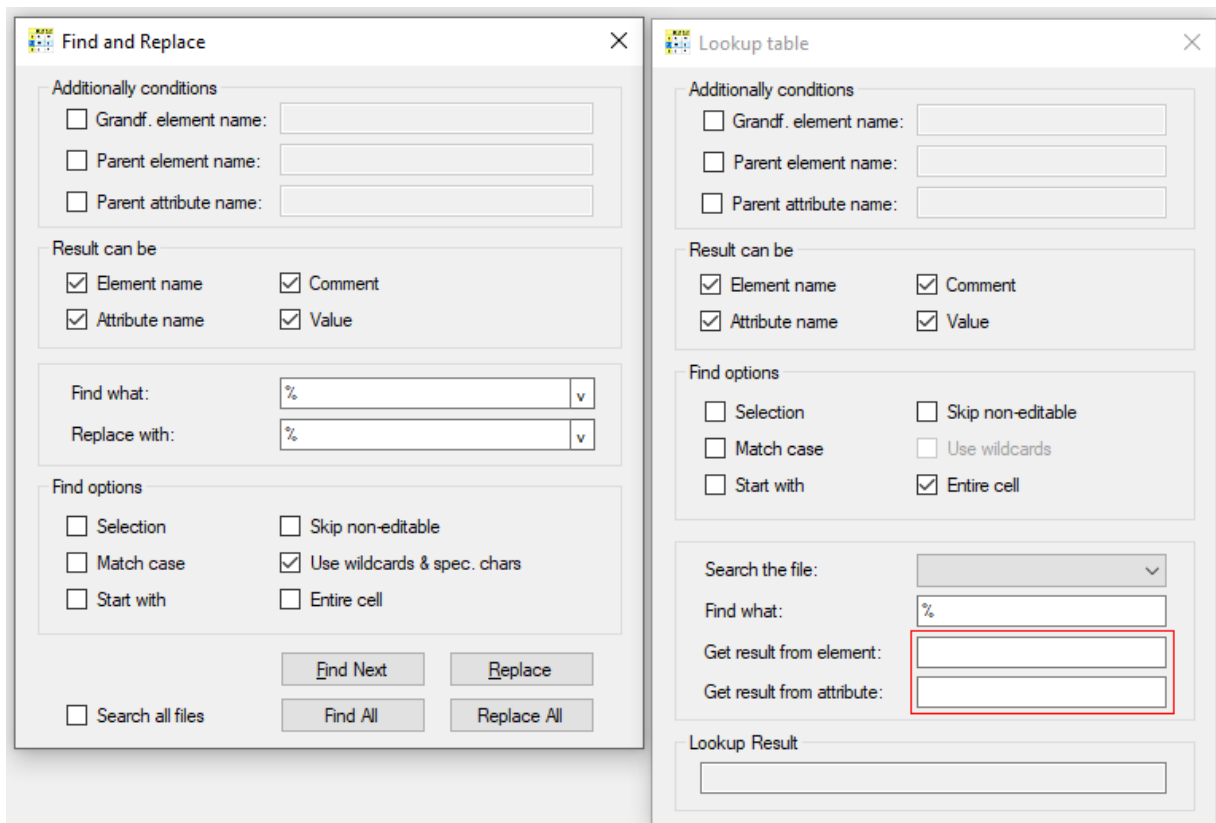 Find and Replace
Additionally conditions
Grandf. element name:
Parent element name:
Parent attribute name:
Result can be
Element name
Comment
Attribute name
Value
Find what:
%
v
Replace with:
%
v
Find options
Selection
Skip non-editable
Match case
Use wildcards & spec. chars
Start with
Entire cell
Find Next
Replace
Search all files
Find All
Replace All
Lookup table
Additionally conditions
Grandf. element name:
Parent element name:
Parent attribute name:
Result can be
Element name
Comment
Attribute name
Value
Find options
Selection
Skip non-editable
Match case
Use wildcards
Start with
Entire cell
Search the file:
Find what:
%
Get result from element:
Get result from attribute:
Lookup Result